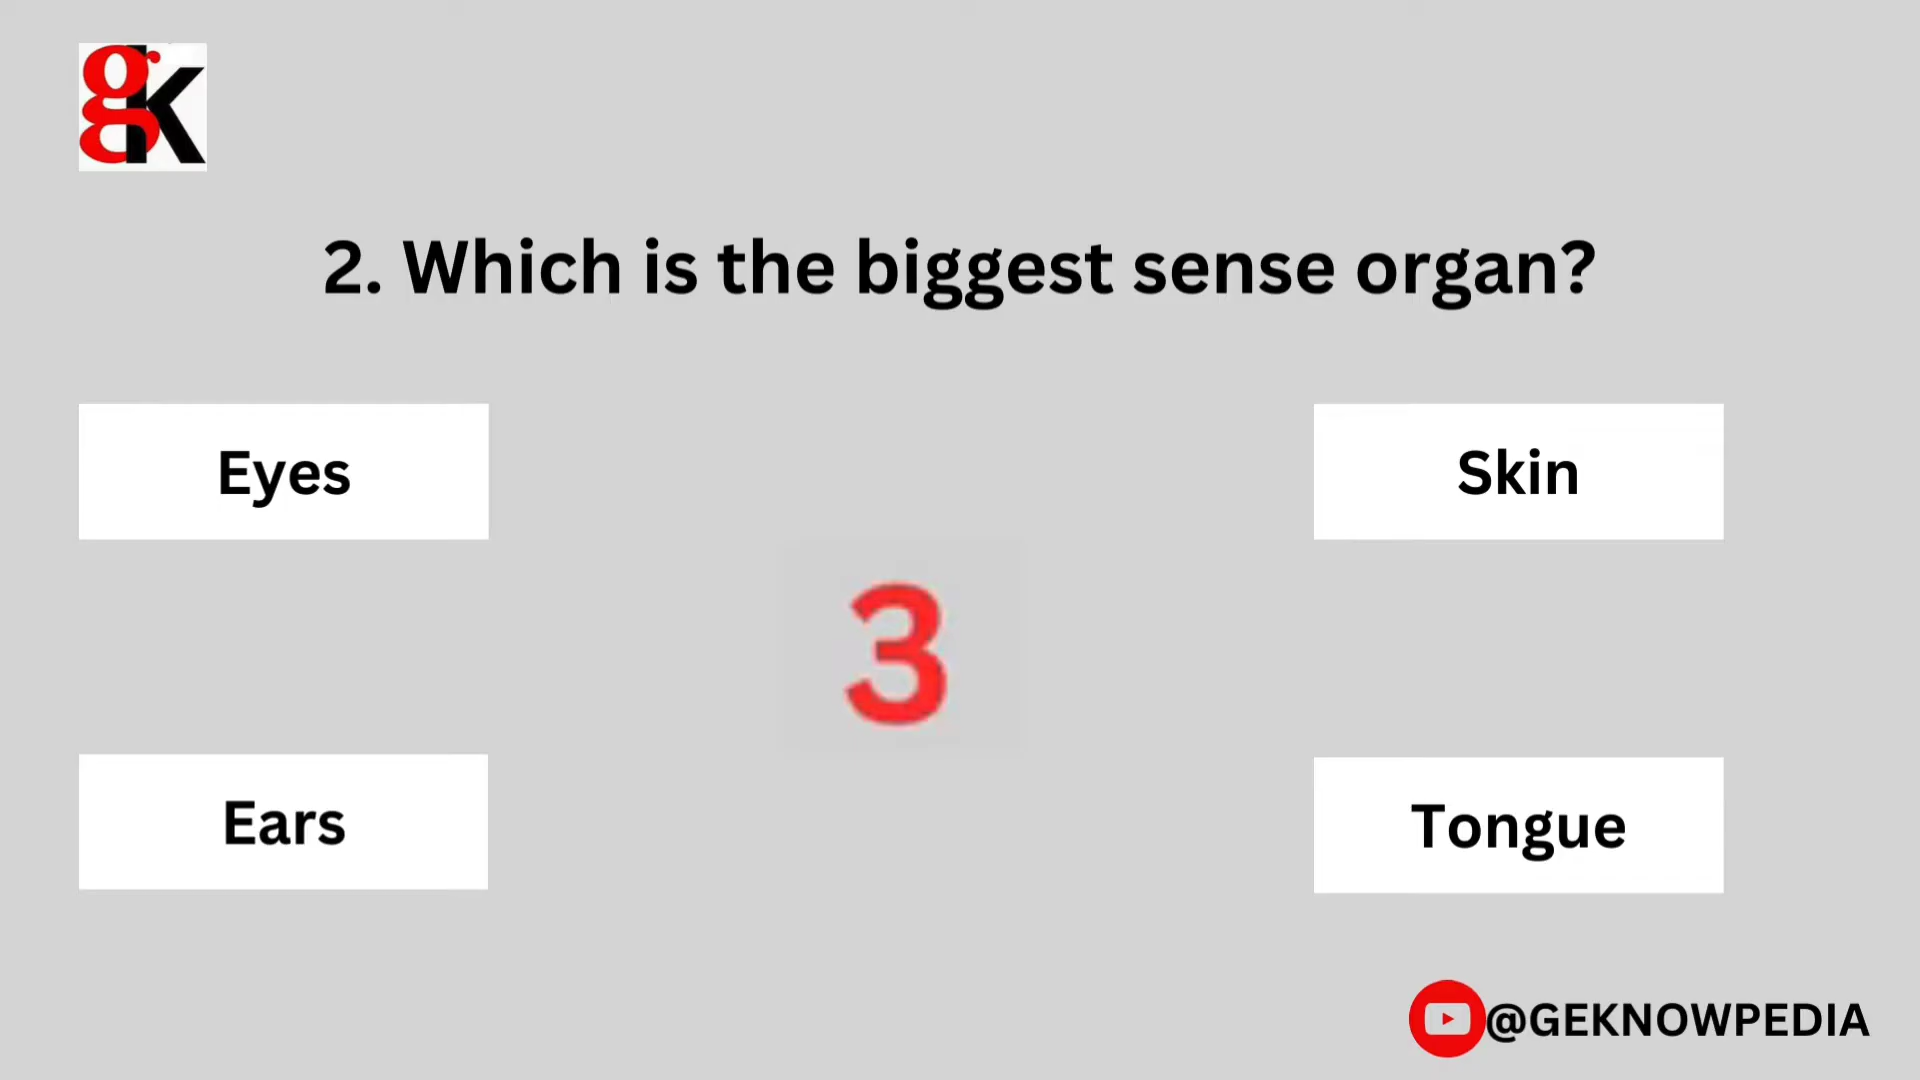 gk
2. Which is the biggest sense organ?
Eyes
Skin
3
Ears
Tongue
@GEKNOWPEDIA